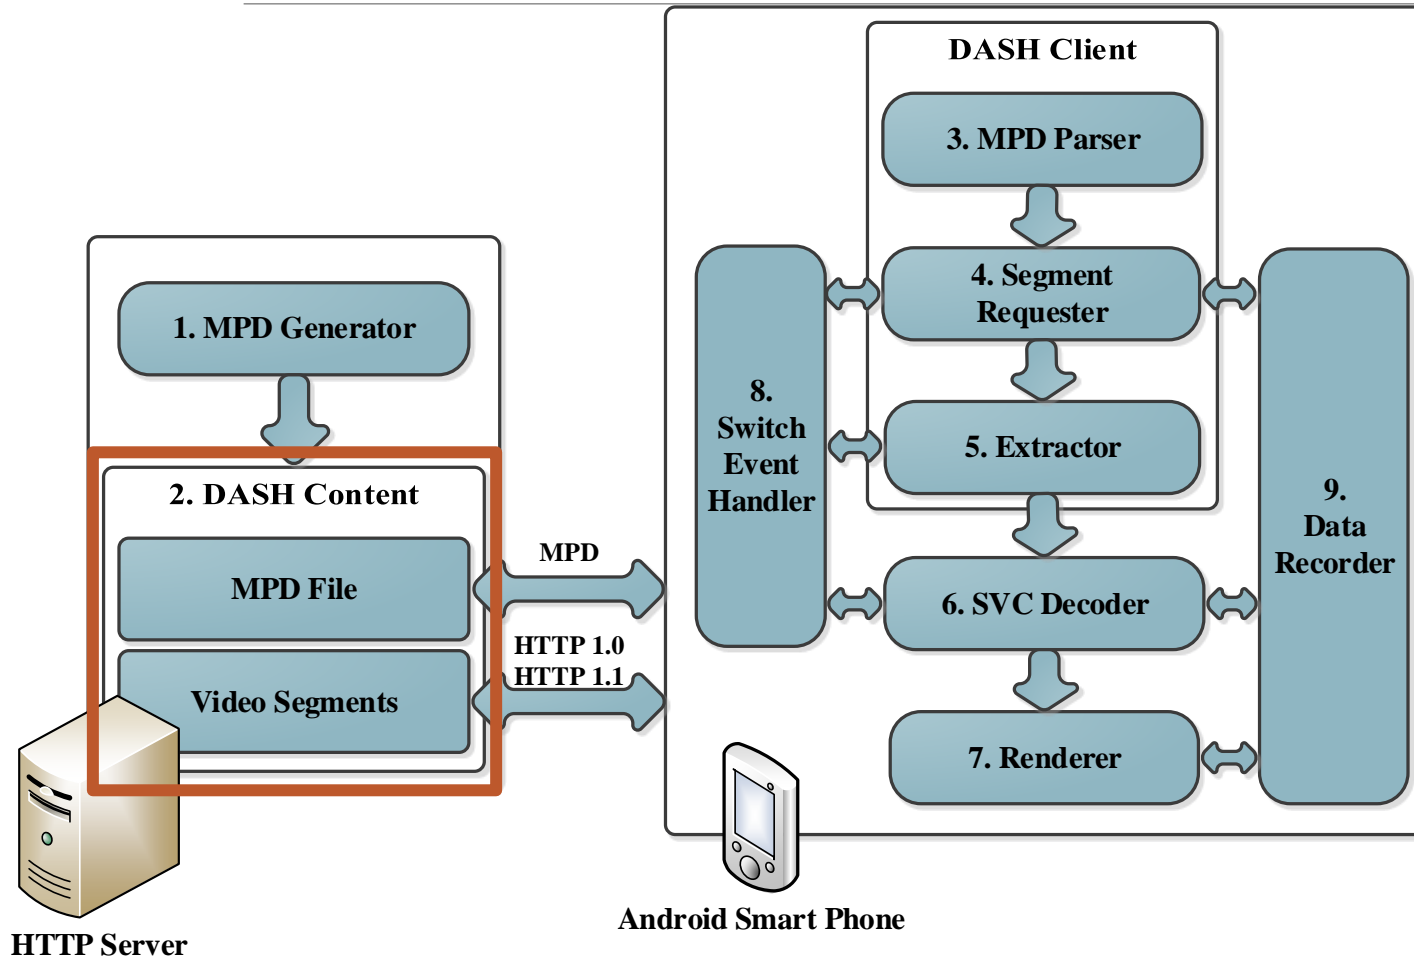 DASH Client
3. MPD Parser
4. Segment
Requester
5. Extractor
6. SVC Decoder
7. Renderer
8.
Switch
Event
Handler
9.
Data
Recorder
1. MPD Generator
2. DASH Content
MPD File
Video Segments
MPD
HTTP 1.0
HTTP 1.1
HTTP Server
Android Smart Phone